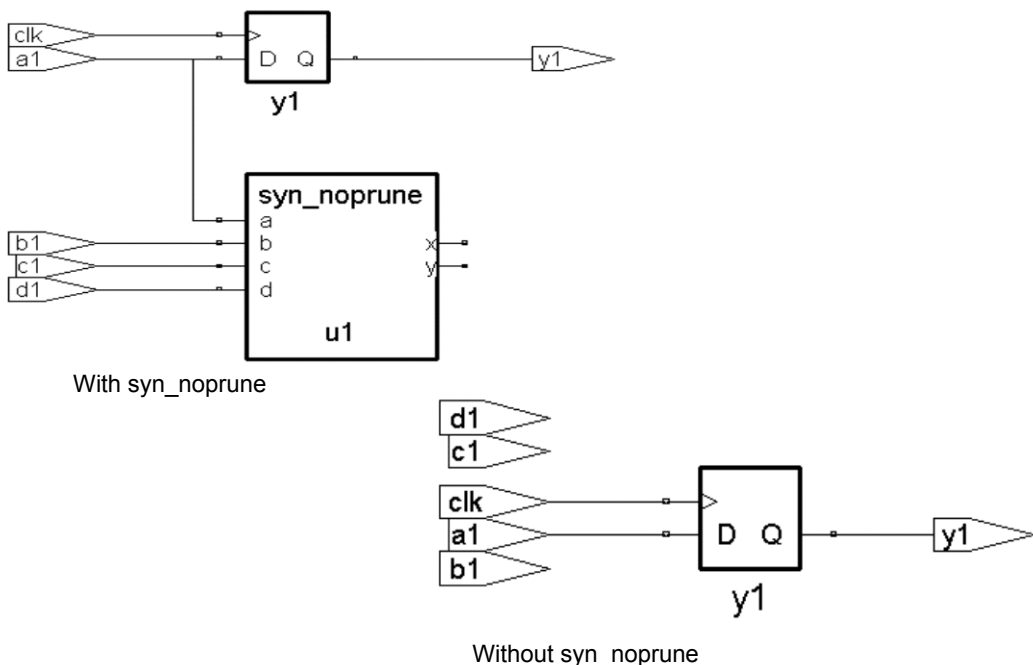 clk
a1
D Q
y1
y1
syn_noprune
a
b1 b x
c1 c y
d1 d
u1
With syn_noprune
d1
c1
clk
a1 D Q y1
b1
y1
Without syn_noprune